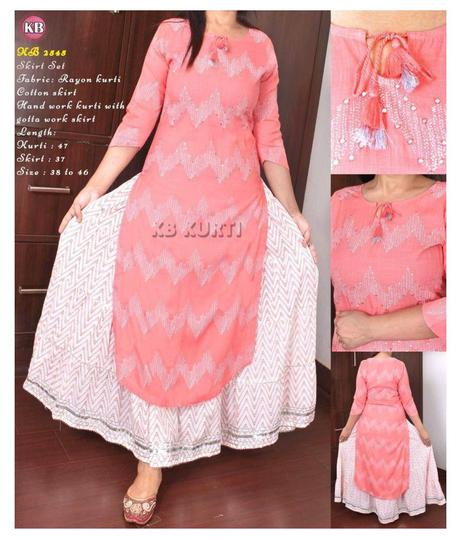 KB
KB 2545
Skirt Set
Fabric: Rayon kurti
Cotton skirt
Hand work kurti with
gotta work skirt
Length:
Kurti : 47
Skirt : 37
Size : 38 to 46
KB KURTI